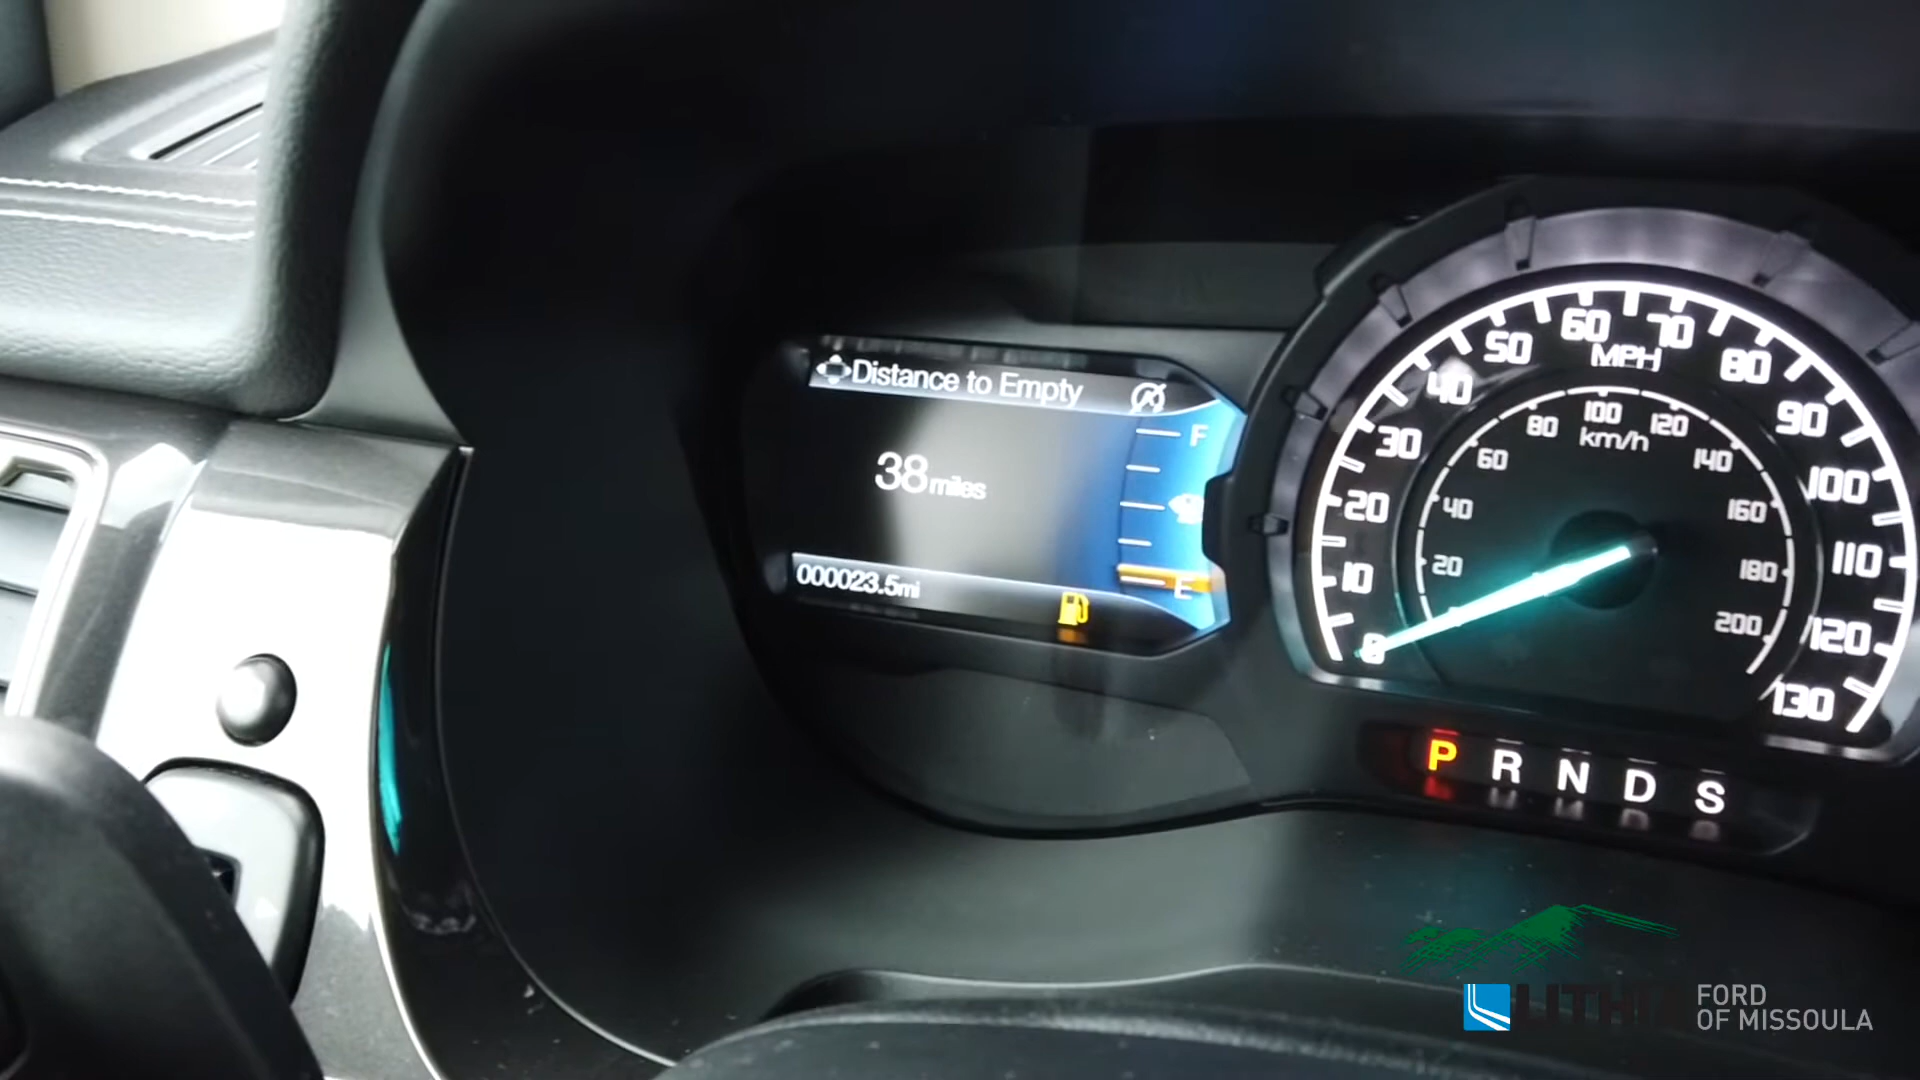 Distance to Empty
38 miles
F
E
000023.5mi
0 10 20 30 40 50 60 70 80 90 100 110 120 130
MPH
20 40 60 80 100 120 140 160 180 200
km/h
P R N D S
LITHIA
FORD
OF MISSOULA